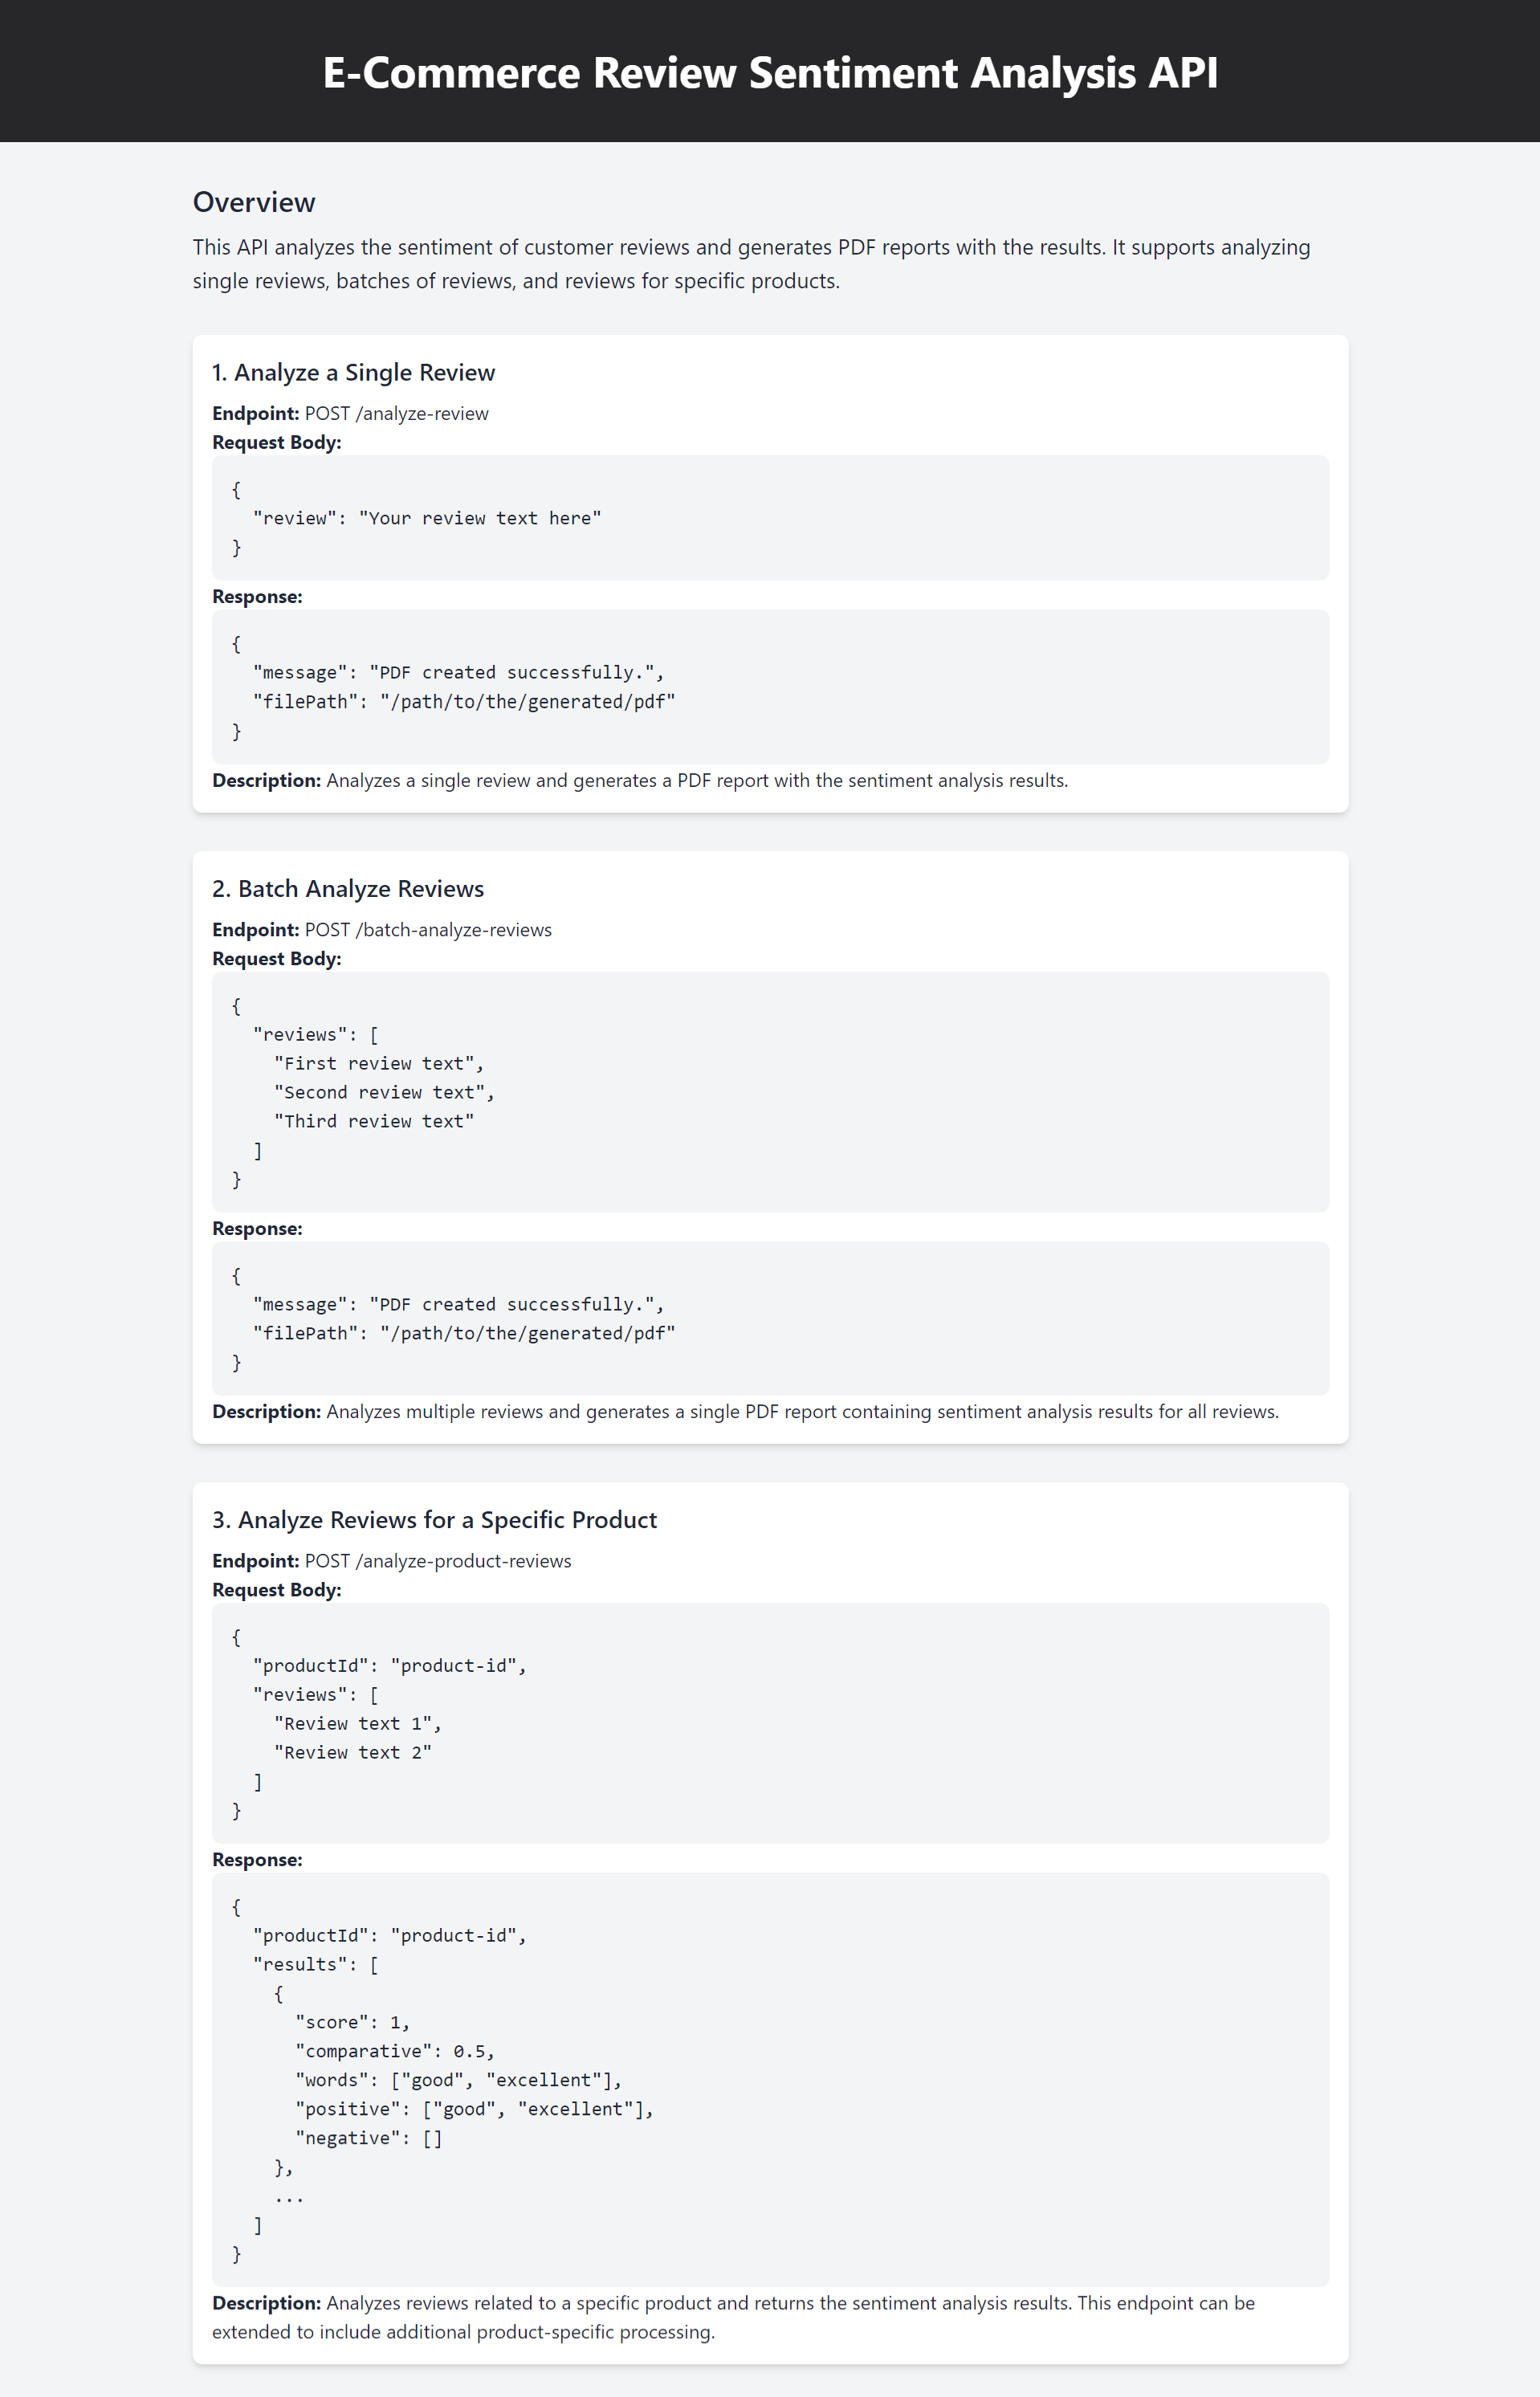 E-Commerce Review Sentiment Analysis API
Overview
This API analyzes the sentiment of customer reviews and generates PDF reports with the results. It supports analyzing
single reviews, batches of reviews, and reviews for specific products.
1. Analyze a Single Review
Endpoint: POST /analyze-review
Request Body:
{
  "review": "Your review text here"
}
Response:
{
  "message": "PDF created successfully.",
  "filePath": "/path/to/the/generated/pdf"
}
Description: Analyzes a single review and generates a PDF report with the sentiment analysis results.
2. Batch Analyze Reviews
Endpoint: POST /batch-analyze-reviews
Request Body:
{
  "reviews": [
    "First review text",
    "Second review text",
    "Third review text"
  ]
}
Response:
{
  "message": "PDF created successfully.",
  "filePath": "/path/to/the/generated/pdf"
}
Description: Analyzes multiple reviews and generates a single PDF report containing sentiment analysis results for all reviews.
3. Analyze Reviews for a Specific Product
Endpoint: POST /analyze-product-reviews
Request Body:
{
  "productId": "product-id",
  "reviews": [
    "Review text 1",
    "Review text 2"
  ]
}
Response:
{
  "productId": "product-id",
  "results": [
    {
      "score": 1,
      "comparative": 0.5,
      "words": ["good", "excellent"],
      "positive": ["good", "excellent"],
      "negative": []
    },
    ...
  ]
}
Description: Analyzes reviews related to a specific product and returns the sentiment analysis results. This endpoint can be
extended to include additional product-specific processing.